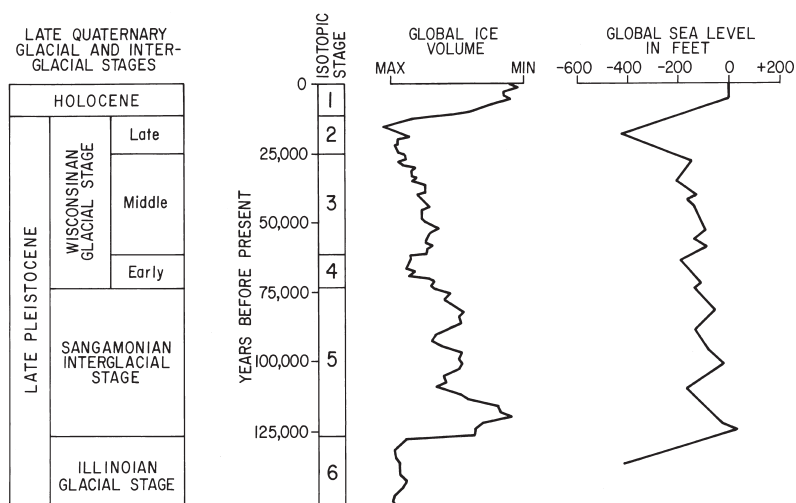 LATE QUATERNARY
GLACIAL AND INTER-
GLACIAL STAGES
ISOTOPIC
STAGE
GLOBAL ICE
VOLUME
MAX MIN
GLOBAL SEA LEVEL
IN FEET
-600 -400 -200 0 +200
HOLOCENE
LATE PLEISTOCENE
WISCONSINAN
GLACIAL STAGE
Late
Middle
Early
SANGAMONIAN
INTERGLACIAL
STAGE
ILLINOIAN
GLACIAL STAGE
YEARS BEFORE PRESENT
0
25,000
50,000
75,000
100,000
125,000
1
2
3
4
5
6